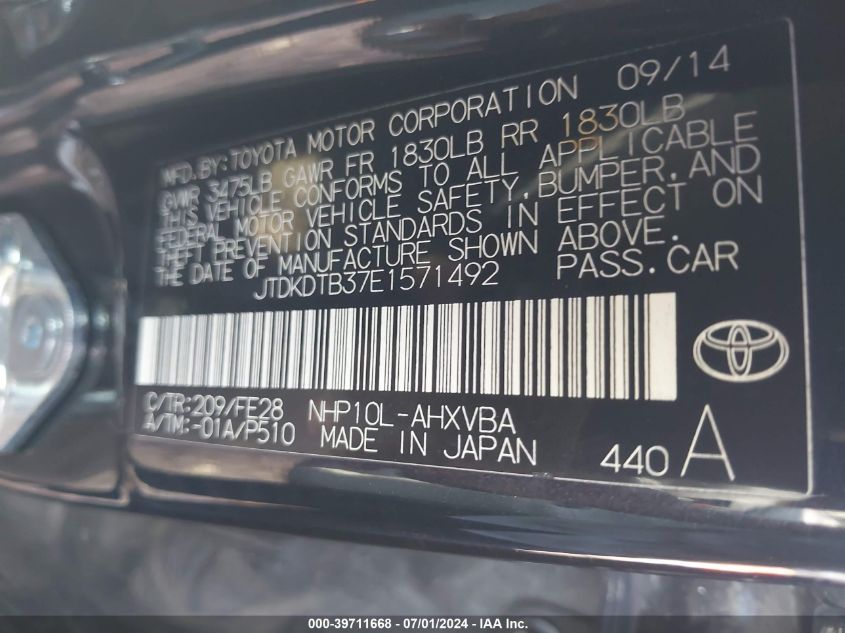 MFD. BY: TOYOTA MOTOR CORPORATION 09/14
GVWR 3475LB GAWR FR 1830LB RR 1830LB
THIS VEHICLE CONFORMS TO ALL APPLICABLE
FEDERAL MOTOR VEHICLE SAFETY, BUMPER, AND
THEFT PREVENTION STANDARDS IN EFFECT ON
THE DATE OF MANUFACTURE SHOWN ABOVE.
JTDKDTB37E1571492 PASS.CAR
C/TR:209/FE28 NHP10L-AHXVBA
A/TM:-01A/P510 MADE IN JAPAN
440 A
000-39711668 - 07/01/2024 - IAA, Inc.